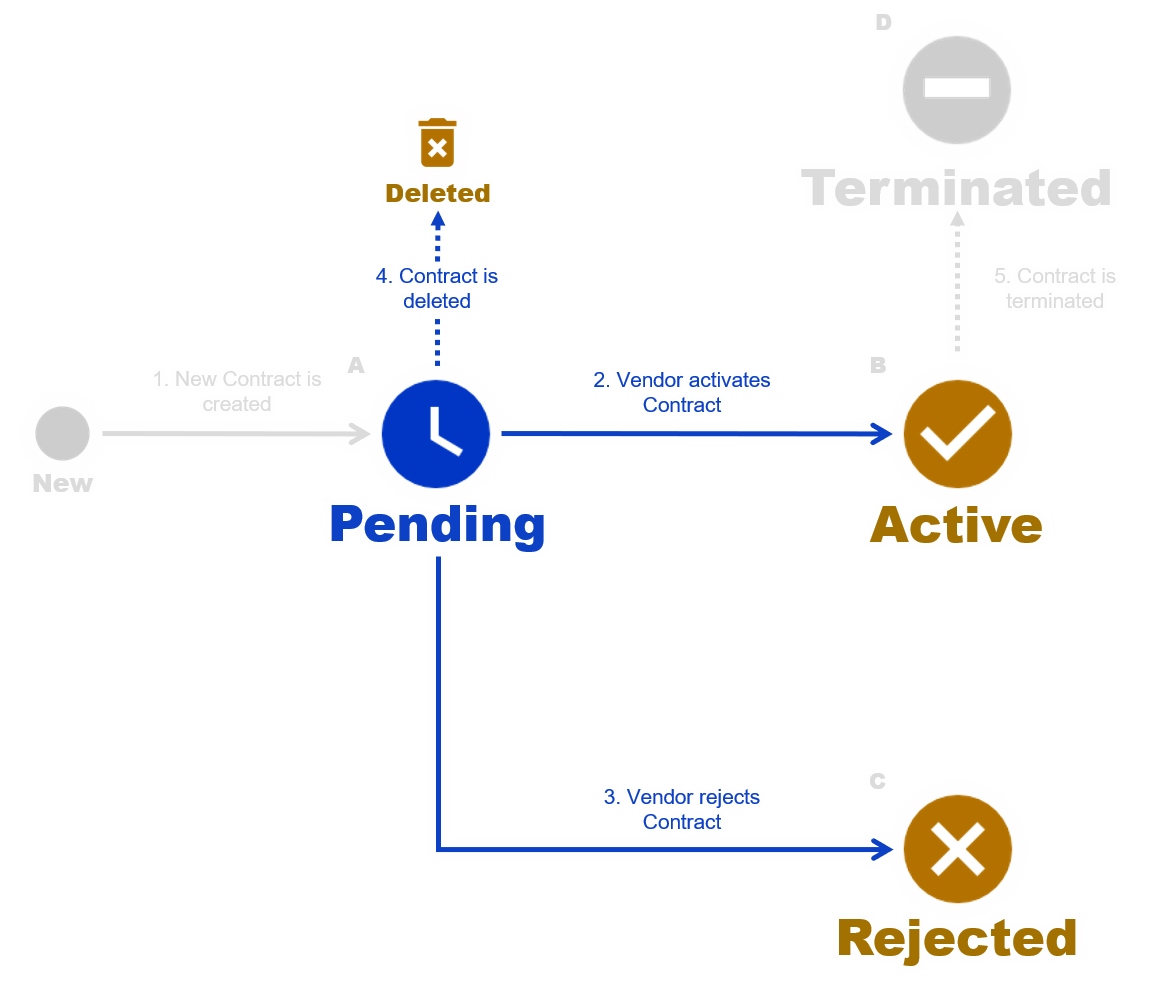 D
Terminated
Deleted
4. Contract is
deleted
5. Contract is
terminated
A
1. New Contract is
created
2. Vendor activates
Contract
B
New
Pending
Active
3. Vendor rejects
Contract
C
Rejected